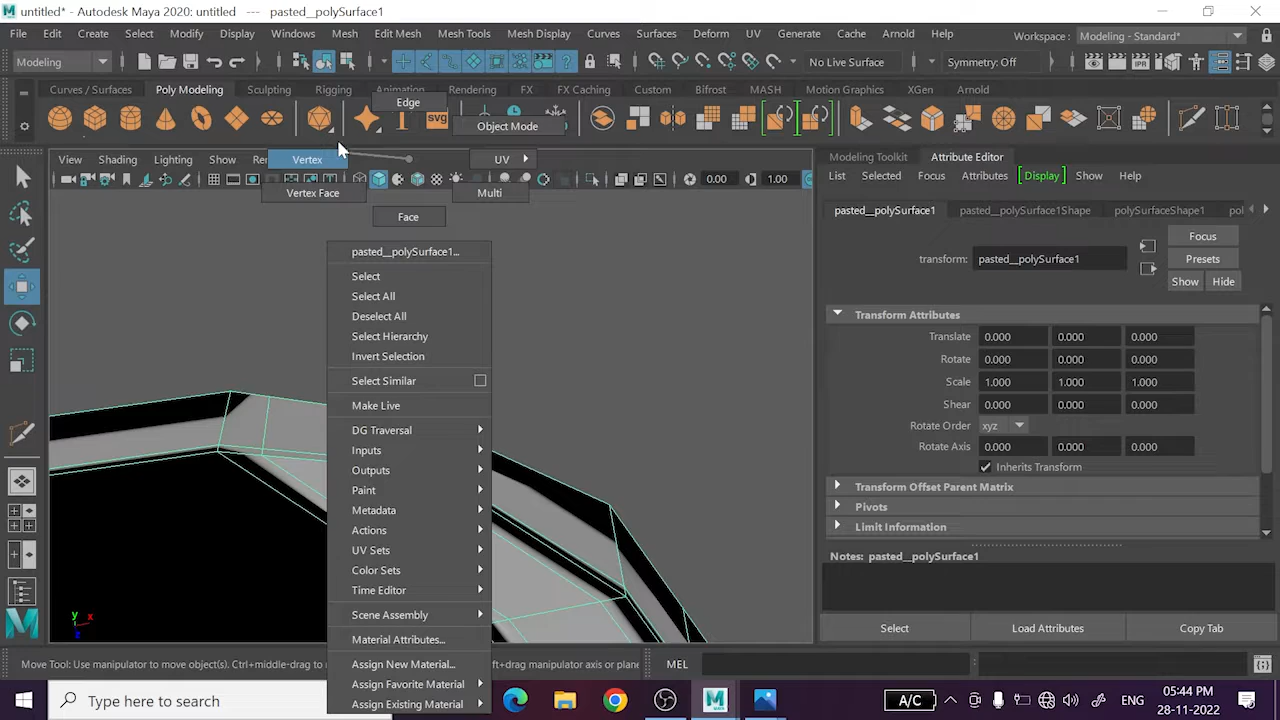 untitled* - Autodesk Maya 2020: untitled --- pasted__polySurface1
File Edit Create Select Modify Display Windows Mesh Edit Mesh Mesh Tools Mesh Display Curves Surfaces Deform UV Generate Cache Arnold Help Workspace : Modeling - Standard*
Modeling No Live Surface Symmetry: Off
Curves / Surfaces Poly Modeling Sculpting Rigging Rendering FX FX Caching Custom Bifrost MASH Motion Graphics XGen Arnold
Edge
SVG
Object Mode
View Shading Lighting Show Vertex UV
0.00 1.00
Vertex Face Multi
Face
pasted__polySurface1...
Select
Select All
Deselect All
Select Hierarchy
Invert Selection
Select Similar
Make Live
DG Traversal
Inputs
Outputs
Paint
Metadata
Actions
UV Sets
Color Sets
Time Editor
Scene Assembly
Material Attributes...
Assign New Material...
Assign Favorite Material
Assign Existing Material
y x
z
Modeling Toolkit Attribute Editor
List Selected Focus Attributes Display Show Help
pasted__polySurface1 pasted__polySurface1Shape polySurfaceShape1
Focus
transform: pasted__polySurface1
Presets
Show Hide
Transform Attributes
Translate 0.000 0.000 0.000
Rotate 0.000 0.000 0.000
Scale 1.000 1.000 1.000
Shear 0.000 0.000 0.000
Rotate Order xyz
Rotate Axis 0.000 0.000 0.000
Inherits Transform
Transform Offset Parent Matrix
Pivots
Limit Information
Notes: pasted__polySurface1
Select Load Attributes Copy Tab
Move Tool: Use manipulator to move object(s). Ctrl+middle-drag to drag manipulator axis or plane MEL
Type here to search
A/C ENG 05:44 PM
28-11-2022